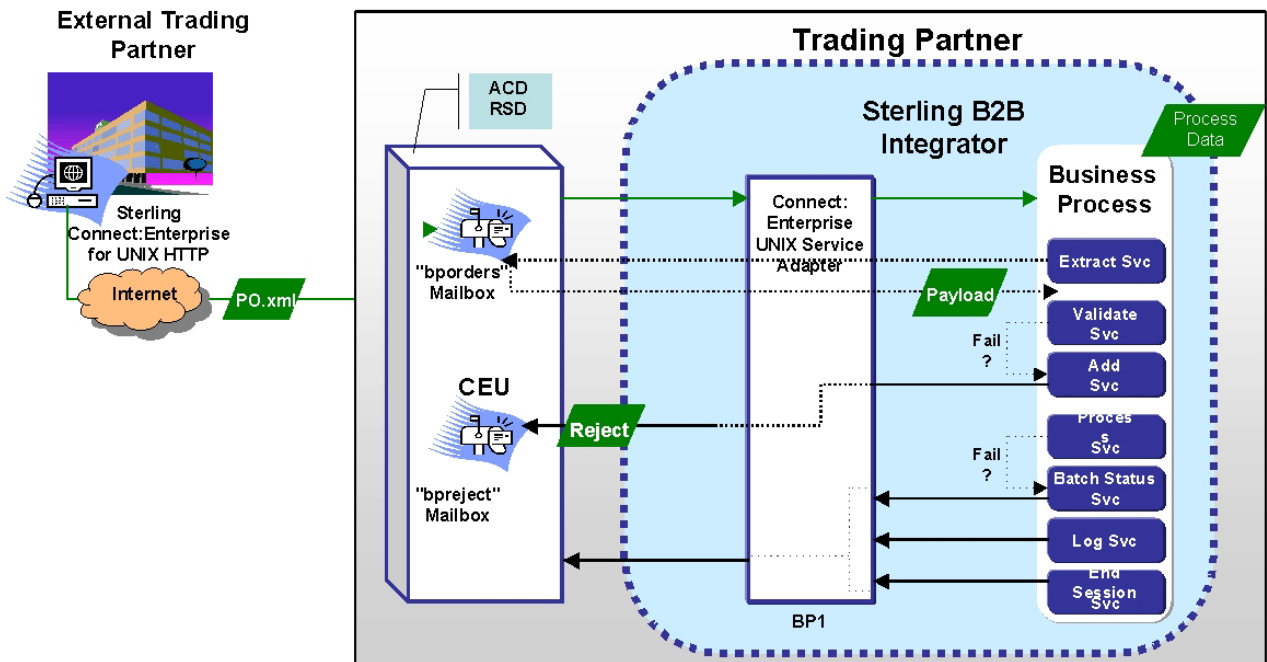 External Trading
Partner
Sterling
Connect:Enterprise
for UNIX HTTP
Internet
PO.xml
Trading Partner
ACD
RSD
Sterling B2B
Integrator
Process
Data
"bporders"
Mailbox
CEU
"bpreject"
Mailbox
Connect:
Enterprise
UNIX Service
Adapter
BP1
Payload
Reject
Business
Process
Extract Svc
Validate
Svc
Fail
?
Add
Svc
Proces
s
Svc
Fail
?
Batch Status
Svc
Log Svc
End
Session
Svc